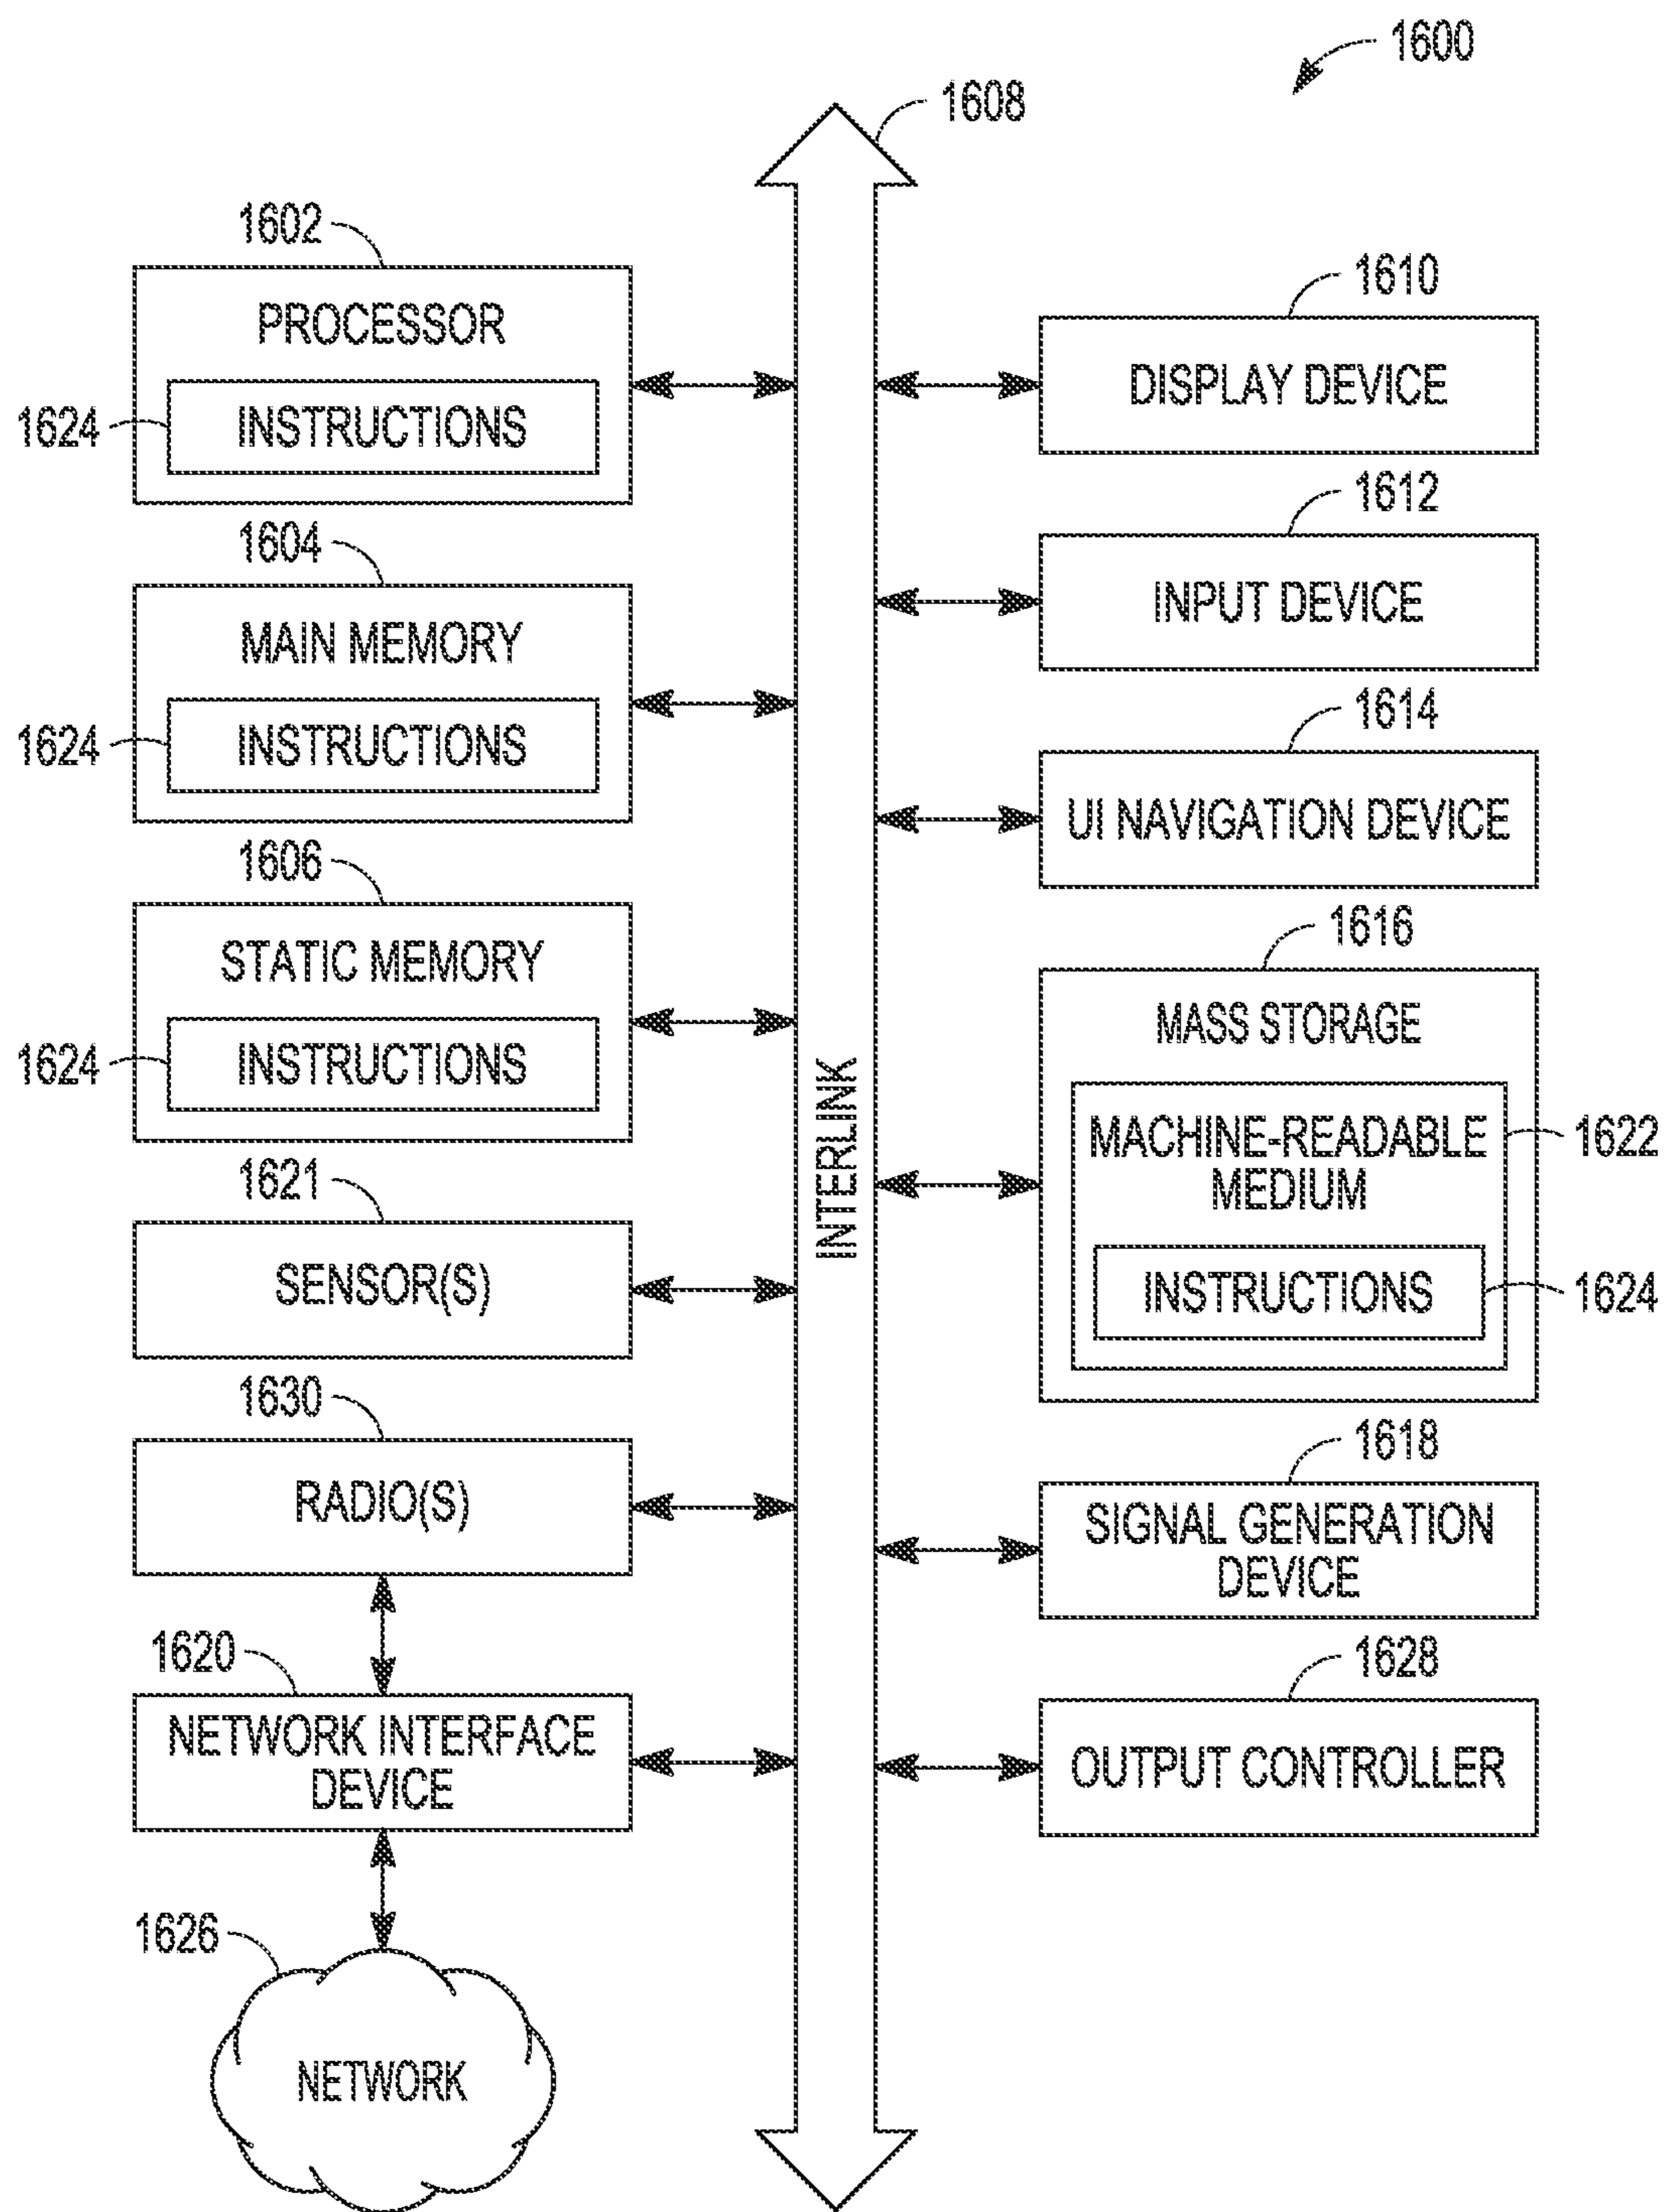 1600
1608
1602
PROCESSOR
1624
INSTRUCTIONS
1604
MAIN MEMORY
1624
INSTRUCTIONS
1606
STATIC MEMORY
1624
INSTRUCTIONS
1621
SENSOR(S)
1630
RADIO(S)
1620
NETWORK INTERFACE
DEVICE
1626
NETWORK
INTERLINK
1610
DISPLAY DEVICE
1612
INPUT DEVICE
1614
UI NAVIGATION DEVICE
1616
MASS STORAGE
MACHINE-READABLE
MEDIUM
1622
INSTRUCTIONS
1624
1618
SIGNAL GENERATION
DEVICE
1628
OUTPUT CONTROLLER